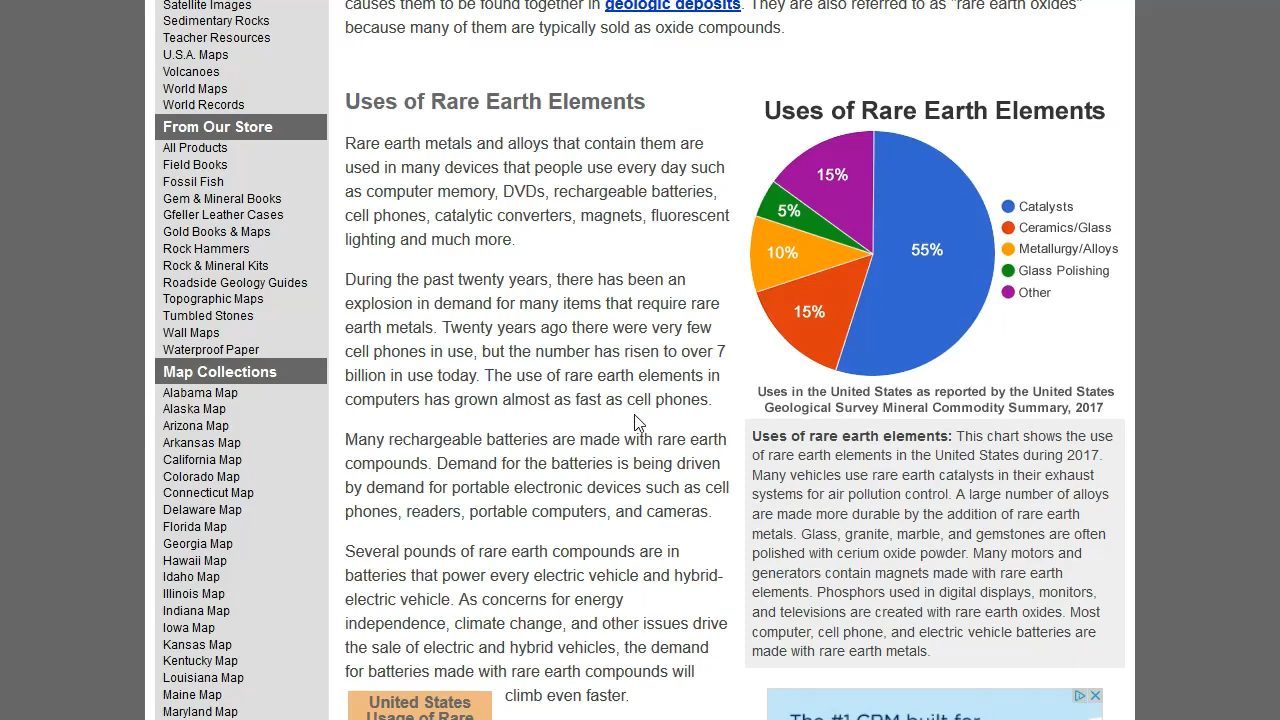 Satellite Images
Sedimentary Rocks
Teacher Resources
U.S.A. Maps
Volcanoes
World Maps
World Records
From Our Store
All Products
Field Books
Fossil Fish
Gem & Mineral Books
Gfeller Leather Cases
Gold Books & Maps
Rock Hammers
Rock & Mineral Kits
Roadside Geology Guides
Topographic Maps
Tumbled Stones
Wall Maps
Waterproof Paper
Map Collections
Alabama Map
Alaska Map
Arizona Map
Arkansas Map
California Map
Colorado Map
Connecticut Map
Delaware Map
Florida Map
Georgia Map
Hawaii Map
Idaho Map
Illinois Map
Indiana Map
Iowa Map
Kansas Map
Kentucky Map
Louisiana Map
Maine Map
Maryland Map
causes them to be found together in geologic deposits. They are also referred to as "rare earth oxides"
because many of them are typically sold as oxide compounds.
Uses of Rare Earth Elements
Rare earth metals and alloys that contain them are
used in many devices that people use every day such
as computer memory, DVDs, rechargeable batteries,
cell phones, catalytic converters, magnets, fluorescent
lighting and much more.
During the past twenty years, there has been an
explosion in demand for many items that require rare
earth metals. Twenty years ago there were very few
cell phones in use, but the number has risen to over 7
billion in use today. The use of rare earth elements in
computers has grown almost as fast as cell phones.
Many rechargeable batteries are made with rare earth
compounds. Demand for the batteries is being driven
by demand for portable electronic devices such as cell
phones, readers, portable computers, and cameras.
Several pounds of rare earth compounds are in
batteries that power every electric vehicle and hybrid-
electric vehicle. As concerns for energy
independence, climate change, and other issues drive
the sale of electric and hybrid vehicles, the demand
for batteries made with rare earth compounds will
climb even faster.
United States
Usage of Rare
Uses of Rare Earth Elements
15%
5%
10%
15%
55%
Catalysts
Ceramics/Glass
Metallurgy/Alloys
Glass Polishing
Other
Uses in the United States as reported by the United States
Geological Survey Mineral Commodity Summary, 2017
Uses of rare earth elements: This chart shows the use
of rare earth elements in the United States during 2017.
Many vehicles use rare earth catalysts in their exhaust
systems for air pollution control. A large number of alloys
are made more durable by the addition of rare earth
metals. Glass, granite, marble, and gemstones are often
polished with cerium oxide powder. Many motors and
generators contain magnets made with rare earth
elements. Phosphors used in digital displays, monitors,
and televisions are created with rare earth oxides. Most
computer, cell phone, and electric vehicle batteries are
made with rare earth metals.
The #1 CRM built for